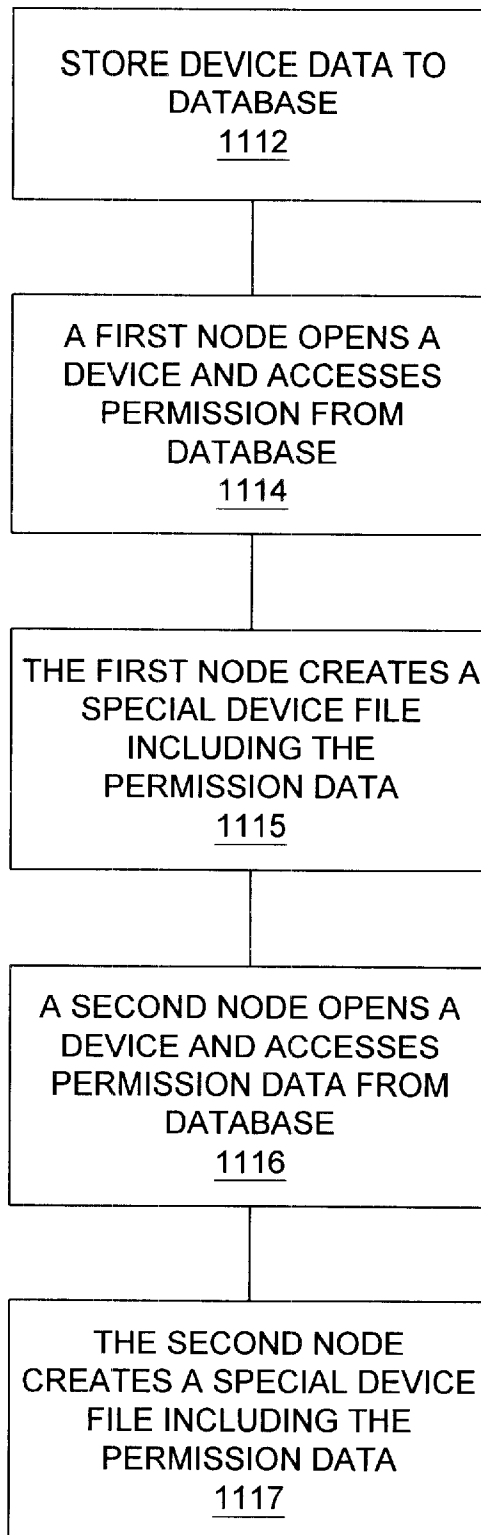 STORE DEVICE DATA TO
DATABASE
1112
A FIRST NODE OPENS A
DEVICE AND ACCESSES
PERMISSION FROM
DATABASE
1114
THE FIRST NODE CREATES A
SPECIAL DEVICE FILE
INCLUDING THE
PERMISSION DATA
1115
A SECOND NODE OPENS A
DEVICE AND ACCESSES
PERMISSION DATA FROM
DATABASE
1116
THE SECOND NODE
CREATES A SPECIAL DEVICE
FILE INCLUDING THE
PERMISSION DATA
1117